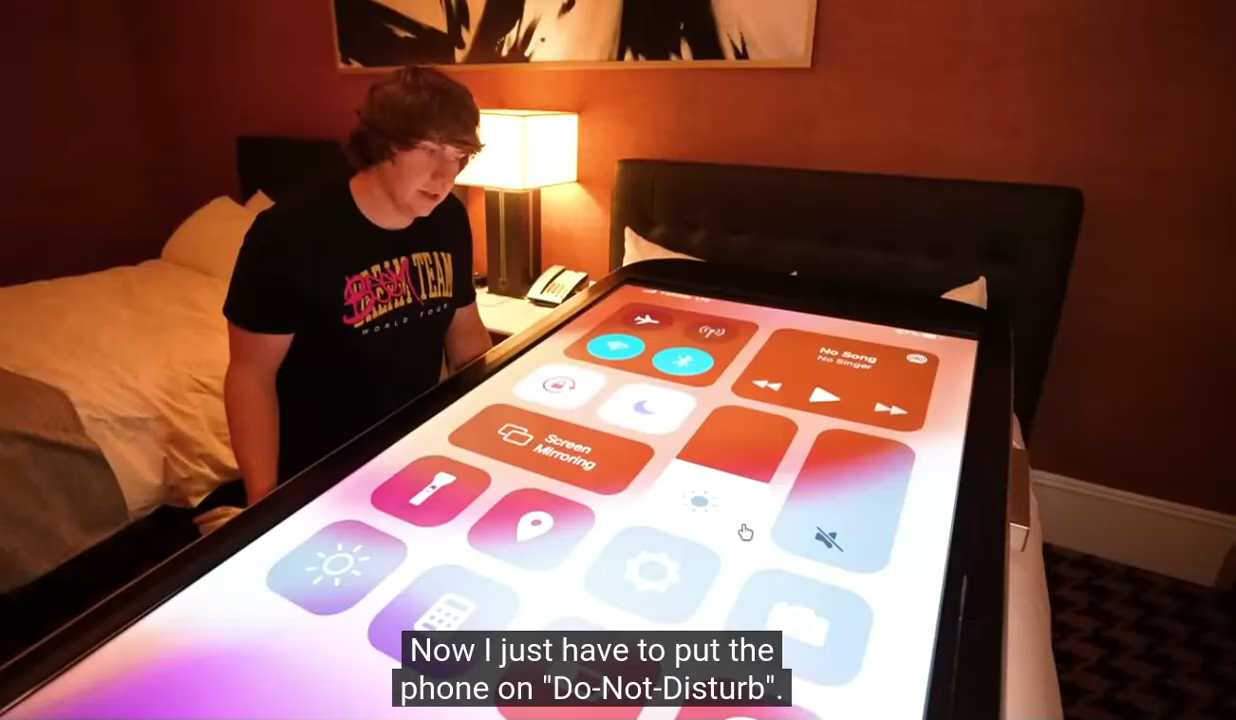 DREAM TEAM
WORLD TOUR
No Song
No Singer
Screen
Mirroring
Now I just have to put the
phone on "Do-Not-Disturb".